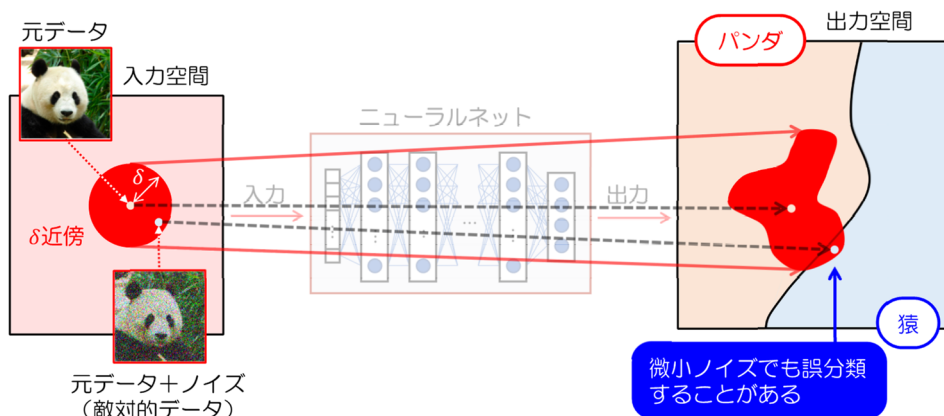 元データ
入力空間
δ
δ近傍
元データ+ノイズ
(敵対的データ)
入力
ニューラルネット
出力
出力空間
パンダ
猿
微小ノイズでも誤分類
することがある